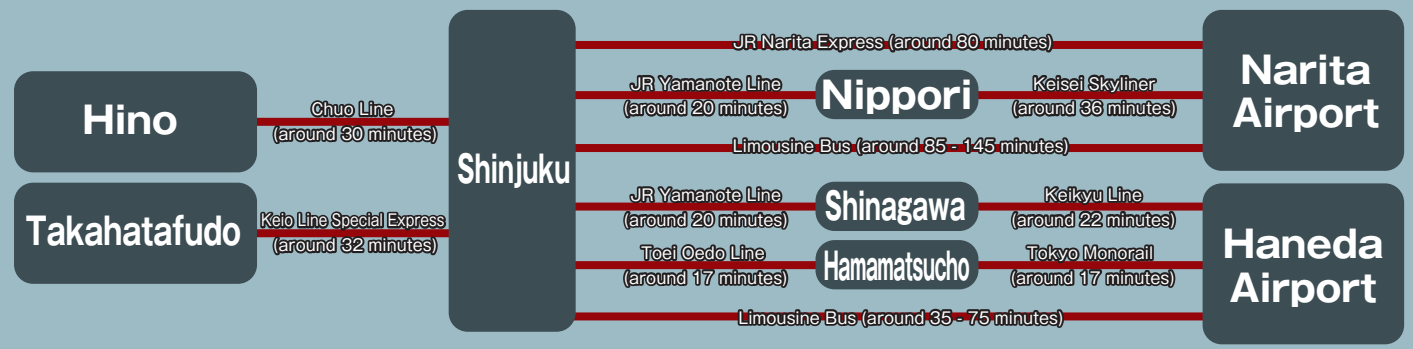 Hino
Chuo Line
(around 30 minutes)
Takahatafudo
Keio Line Special Express
(around 32 minutes)
Shinjuku
JR Narita Express (around 80 minutes)
JR Yamanote Line
(around 20 minutes)
Nippori
Keisei Skyliner
(around 36 minutes)
Limousine Bus (around 85 - 145 minutes)
Narita
Airport
JR Yamanote Line
(around 20 minutes)
Shinagawa
Keikyu Line
(around 22 minutes)
Toei Oedo Line
(around 17 minutes)
Hamamatsucho
Tokyo Monorail
(around 17 minutes)
Limousine Bus (around 35 - 75 minutes)
Haneda
Airport